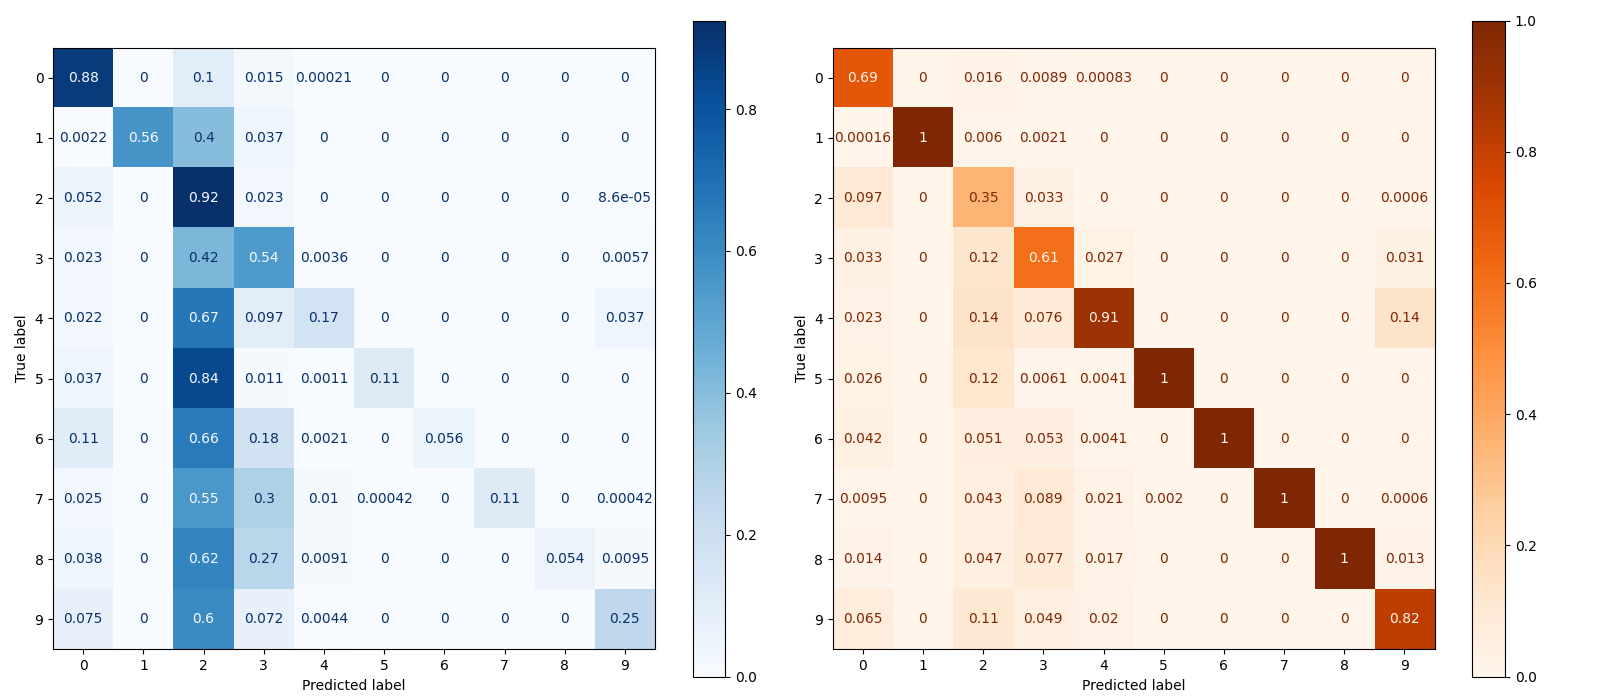 0 0.88 0 0.1 0.015 0.00021 0 0 0 0 0
1 0.0022 0.56 0.4 0.037 0 0 0 0 0 0
2 0.052 0 0.92 0.023 0 0 0 0 0 8.6e-05
3 0.023 0 0.42 0.54 0.0036 0 0 0 0 0.0057
4 0.022 0 0.67 0.097 0.17 0 0 0 0 0.037
5 0.037 0 0.84 0.011 0.0011 0.11 0 0 0 0
6 0.11 0 0.66 0.18 0.0021 0 0.056 0 0 0
7 0.025 0 0.55 0.3 0.01 0.00042 0 0.11 0 0.00042
8 0.038 0 0.62 0.27 0.0091 0 0 0 0.054 0.0095
9 0.075 0 0.6 0.072 0.0044 0 0 0 0 0.25
0 1 2 3 4 5 6 7 8 9
Predicted label
True label
0.8
0.6
0.4
0.2
0.0
0 0.69 0 0.016 0.0089 0.00083 0 0 0 0 0
1 0.00016 1 0.006 0.0021 0 0 0 0 0 0
2 0.097 0 0.35 0.033 0 0 0 0 0 0.0006
3 0.033 0 0.12 0.61 0.027 0 0 0 0 0.031
4 0.023 0 0.14 0.076 0.91 0 0 0 0 0.14
5 0.026 0 0.12 0.0061 0.0041 1 0 0 0 0
6 0.042 0 0.051 0.053 0.0041 0 1 0 0 0
7 0.0095 0 0.043 0.089 0.021 0.002 0 1 0 0.0006
8 0.014 0 0.047 0.077 0.017 0 0 0 1 0.013
9 0.065 0 0.11 0.049 0.02 0 0 0 0 0.82
0 1 2 3 4 5 6 7 8 9
Predicted label
True label
1.0
0.8
0.6
0.4
0.2
0.0